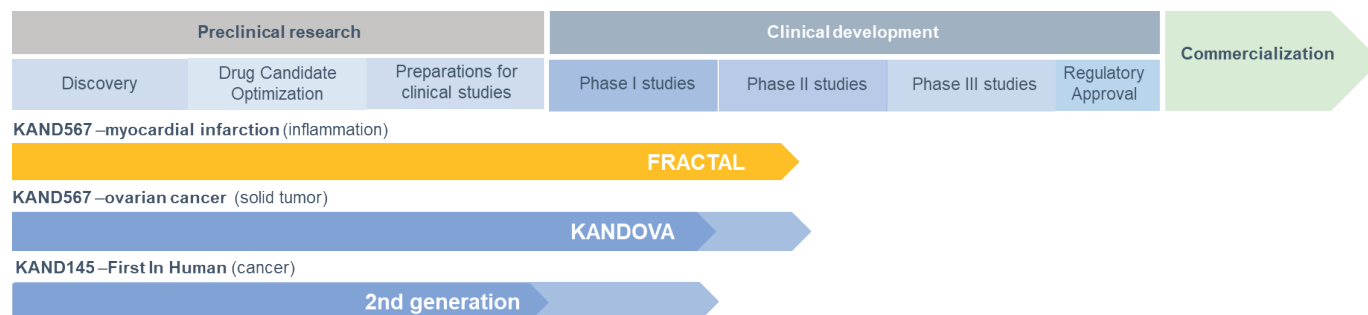 Preclinical research
Clinical development
Commercialization
Discovery
Drug Candidate
Optimization
Preparations for
clinical studies
Phase I studies
Phase II studies
Phase III studies
Regulatory
Approval
KAND567 –myocardial infarction (inflammation)
FRACTAL
KAND567 –ovarian cancer (solid tumor)
KANDOVA
KAND145 –First In Human (cancer)
2nd generation